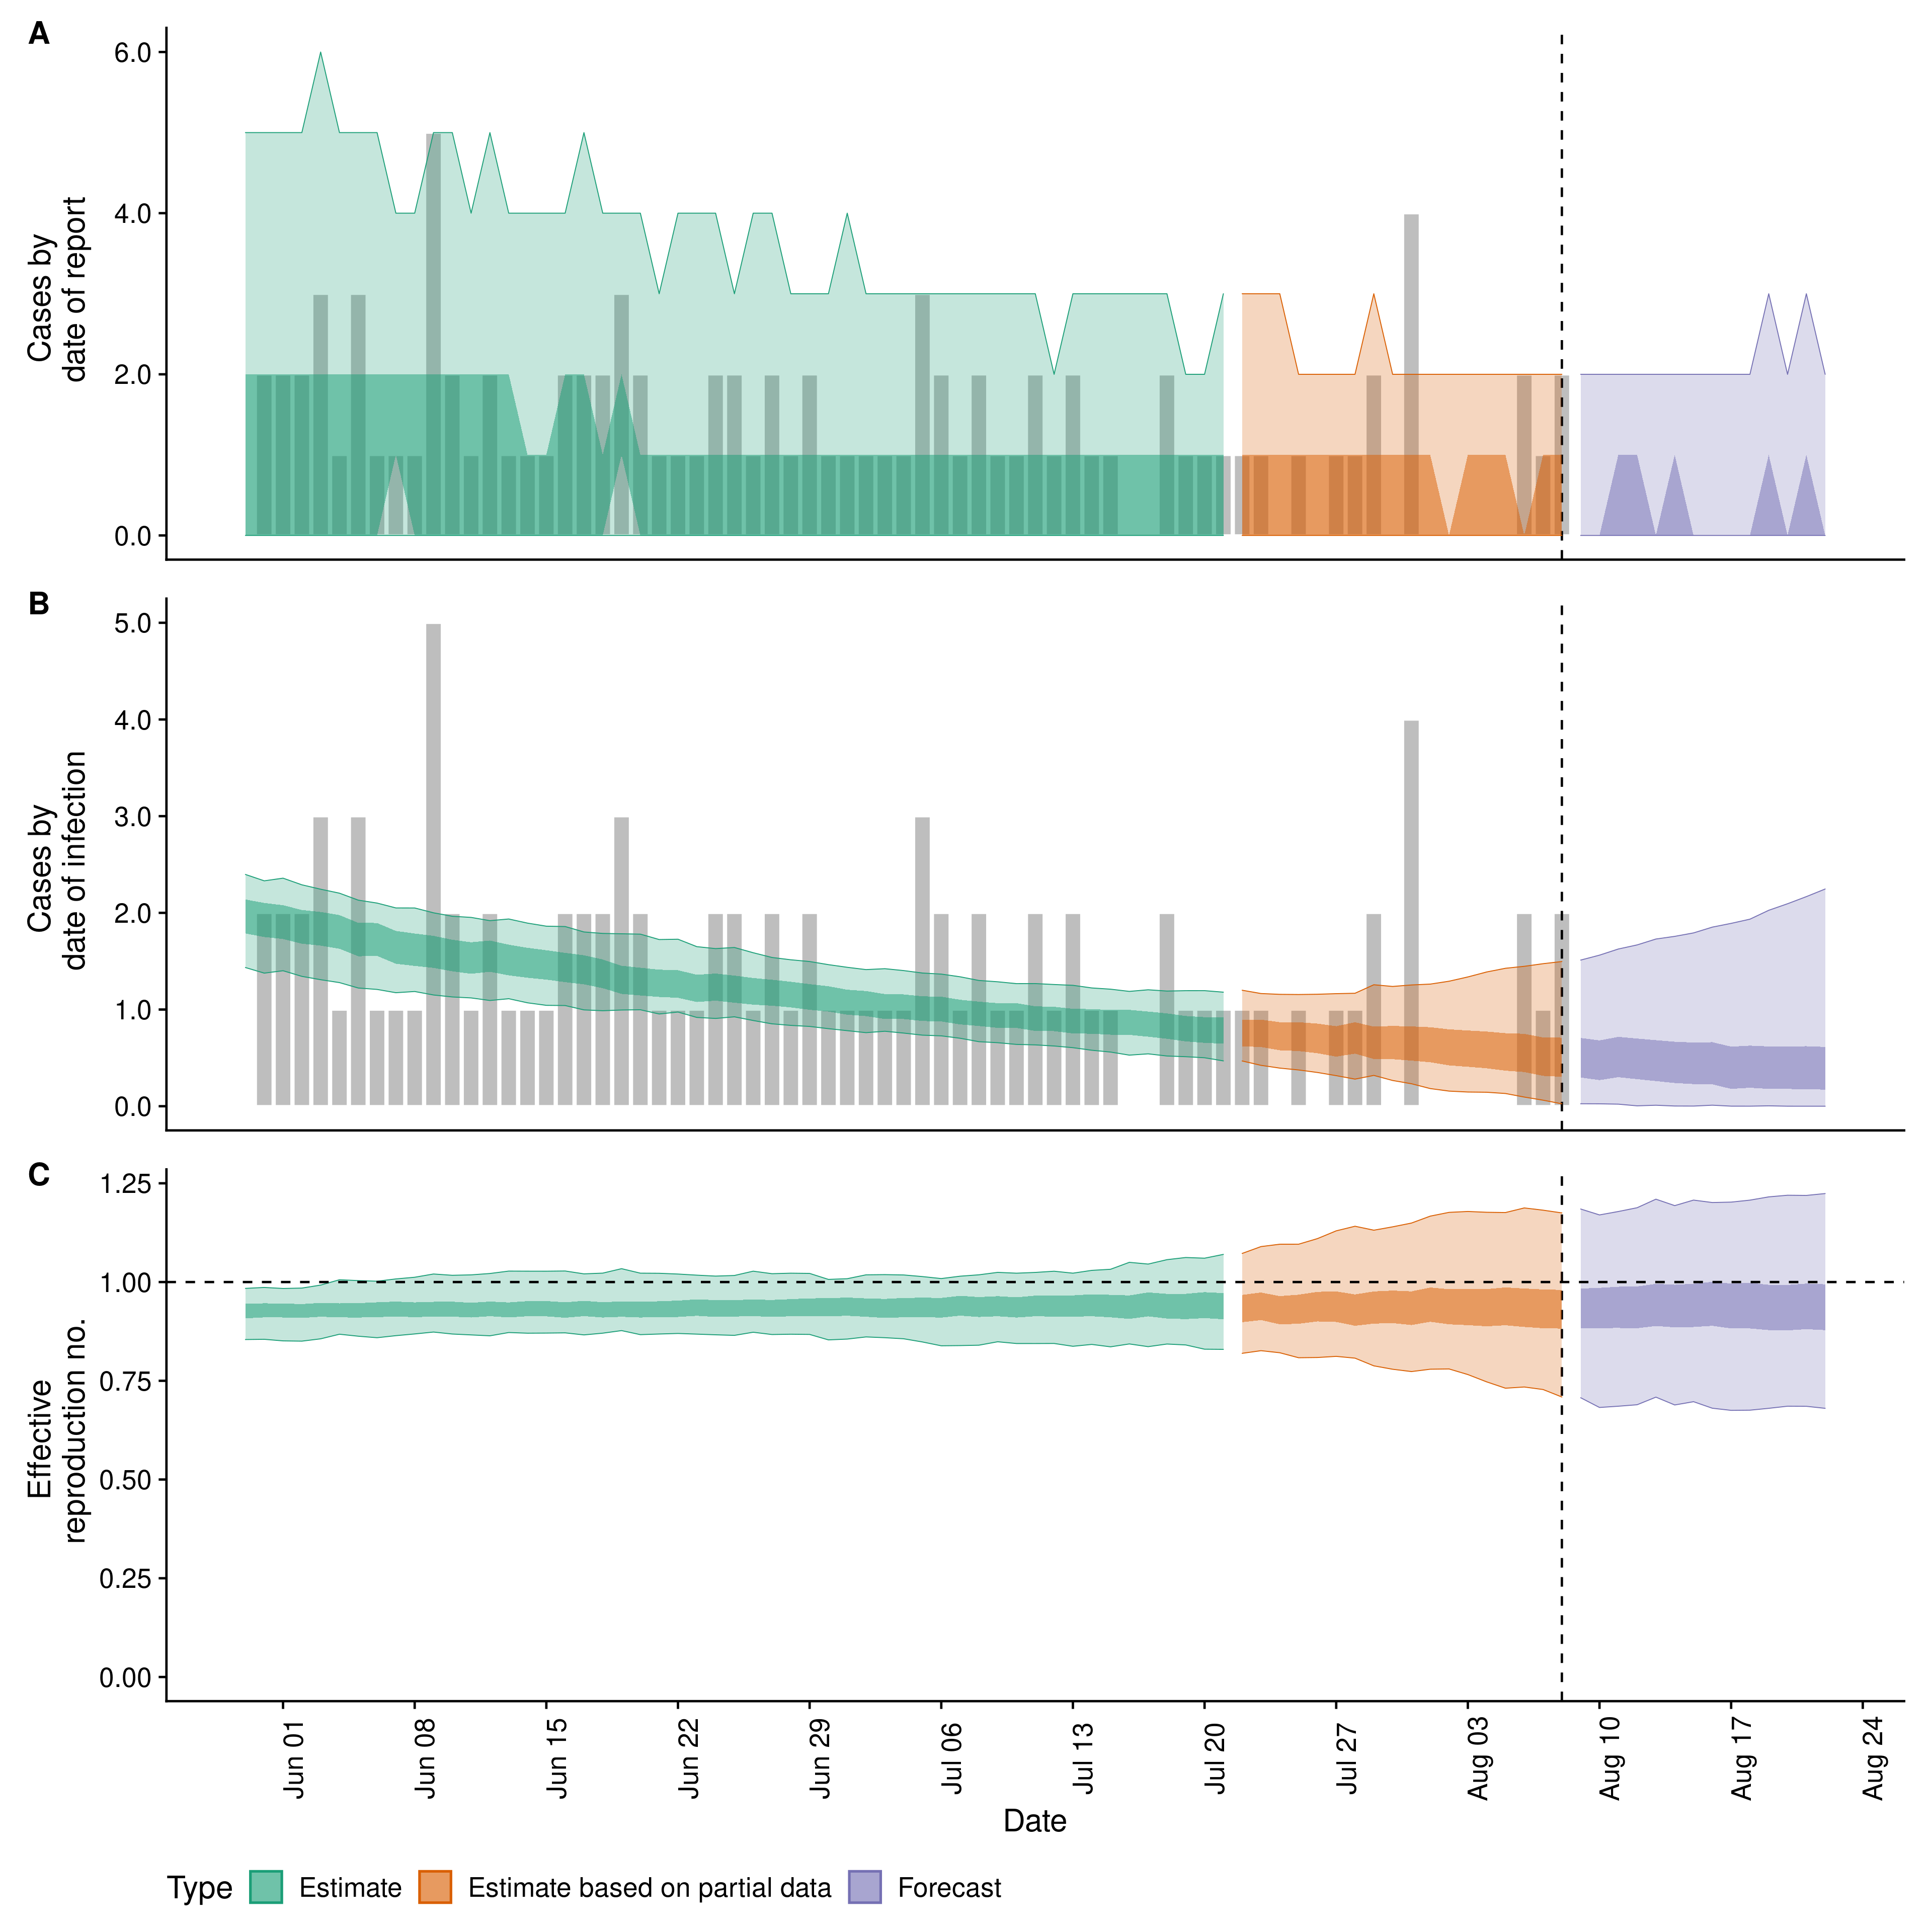 A
6.0
4.0
2.0
0.0
Cases by
date of report
B
5.0
4.0
3.0
2.0
1.0
0.0
Cases by
date of infection
C
1.25
1.00
0.75
0.50
0.25
0.00
Effective
reproduction no.
Jun 01
Jun 08
Jun 15
Jun 22
Jun 29
Jul 06
Jul 13
Jul 20
Jul 27
Aug 03
Aug 10
Aug 17
Aug 24
Date
Type Estimate Estimate based on partial data Forecast